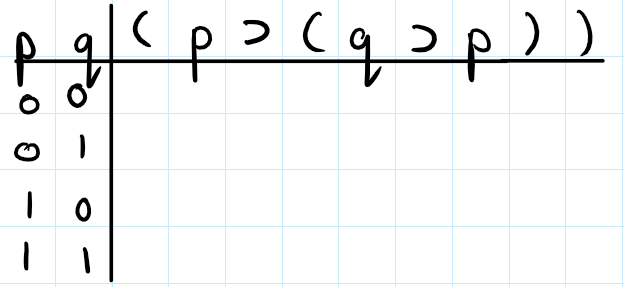 p q ( p ⊃ ( q ⊃ p ) )
0 0
0 1
1 0
1 1